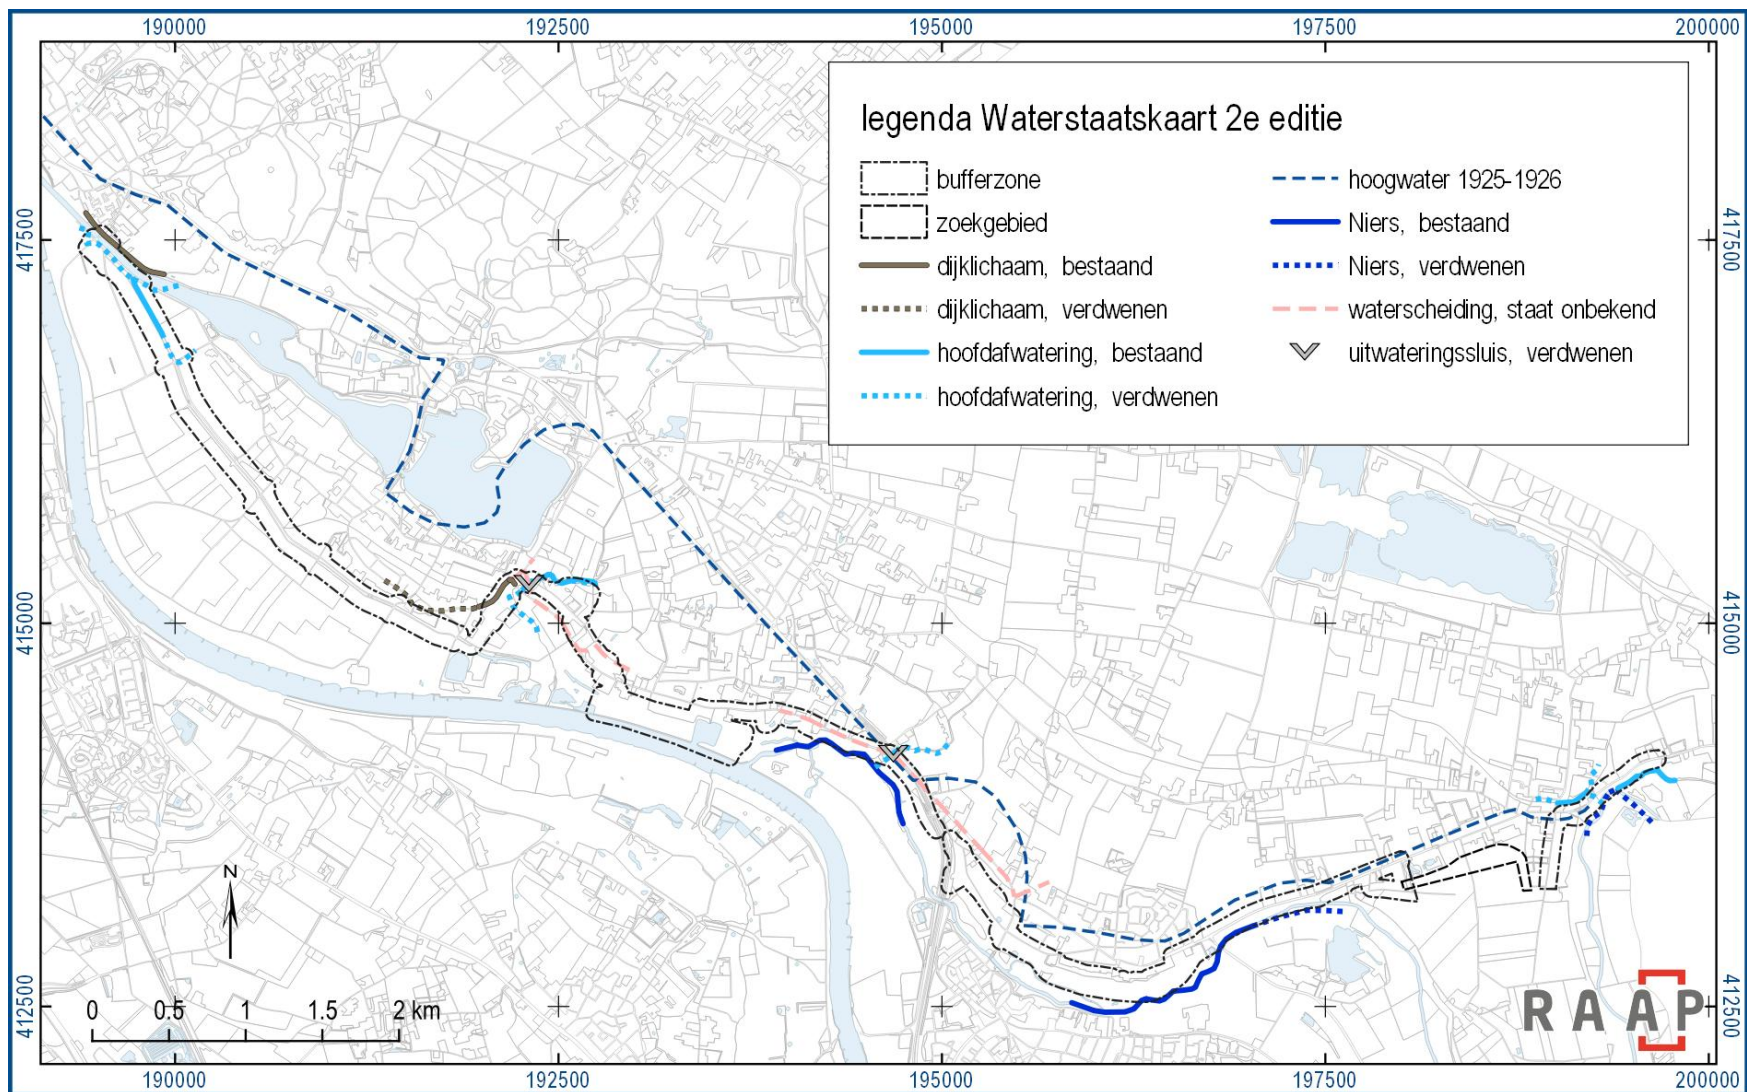 190000 192500 195000 197500 200000
legenda Waterstaatskaart 2e editie
bufferzone
zoekgebied
dijklichaam, bestaand
dijklichaam, verdwenen
hoofdafwatering, bestaand
hoofdafwatering, verdwenen
hoogwater 1925-1926
Niers, bestaand
Niers, verdwenen
waterscheiding, staat onbekend
uitwateringssluis, verdwenen
417500 417500
415000 415000
412500 412500
N
0 0.5 1 1.5 2 km
RAAP
190000 192500 195000 197500 200000